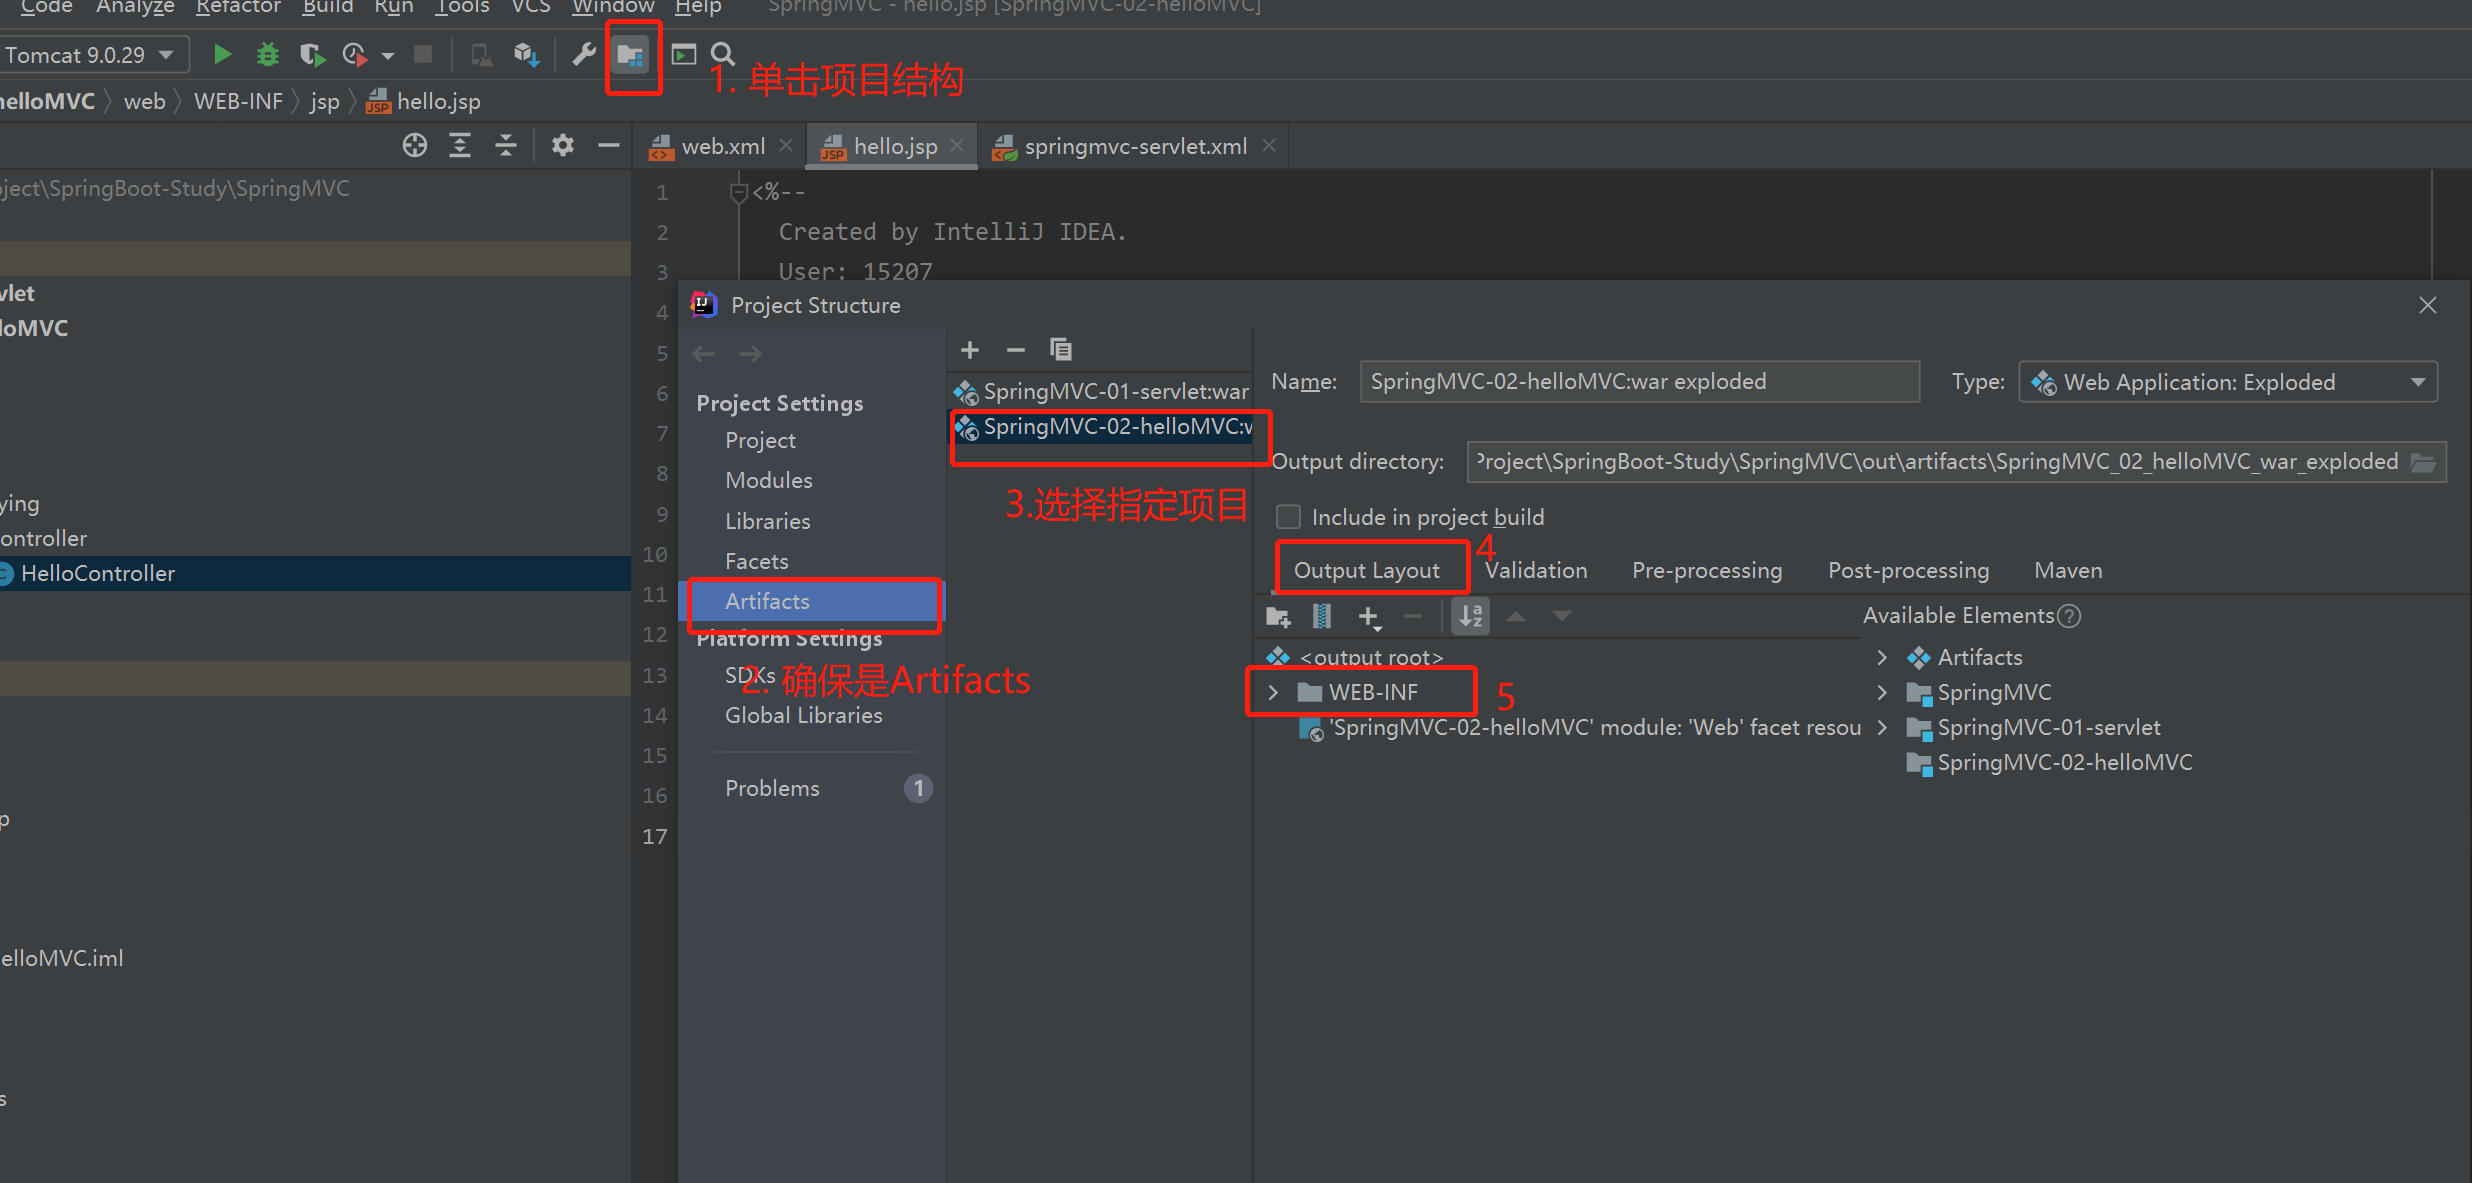 Code Analyze Refactor Build Run Tools VCS Window Help SpringMVC - hello.jsp [SpringMVC-02-helloMVC]
Tomcat 9.0.29
1. 单击项目结构
helloMVC web WEB-INF jsp hello.jsp
web.xml hello.jsp springmvc-servlet.xml
oject\SpringBoot-Study\SpringMVC
1 <%--
2 Created by IntelliJ IDEA.
3 User: 15207
vlet
loMVC
ying
ontroller
HelloController
p
elloMVC.iml
s
4
5
6
7
8
9
10
11
12
13
14
15
16
17
Project Structure
Project Settings
Project
Modules
Libraries
Facets
Artifacts
Platform Settings
SDKs
2. 确保是Artifacts
Global Libraries
Problems 1
SpringMVC-01-servlet:war
SpringMVC-02-helloMVC:w
3.选择指定项目
Name: SpringMVC-02-helloMVC:war exploded Type: Web Application: Exploded
Output directory: Project\SpringBoot-Study\SpringMVC\out\artifacts\SpringMVC_02_helloMVC_war_exploded
Include in project build
4
Output Layout Validation Pre-processing Post-processing Maven
Available Elements ?
<output root>
WEB-INF 5
'SpringMVC-02-helloMVC' module: 'Web' facet resou
Artifacts
SpringMVC
SpringMVC-01-servlet
SpringMVC-02-helloMVC